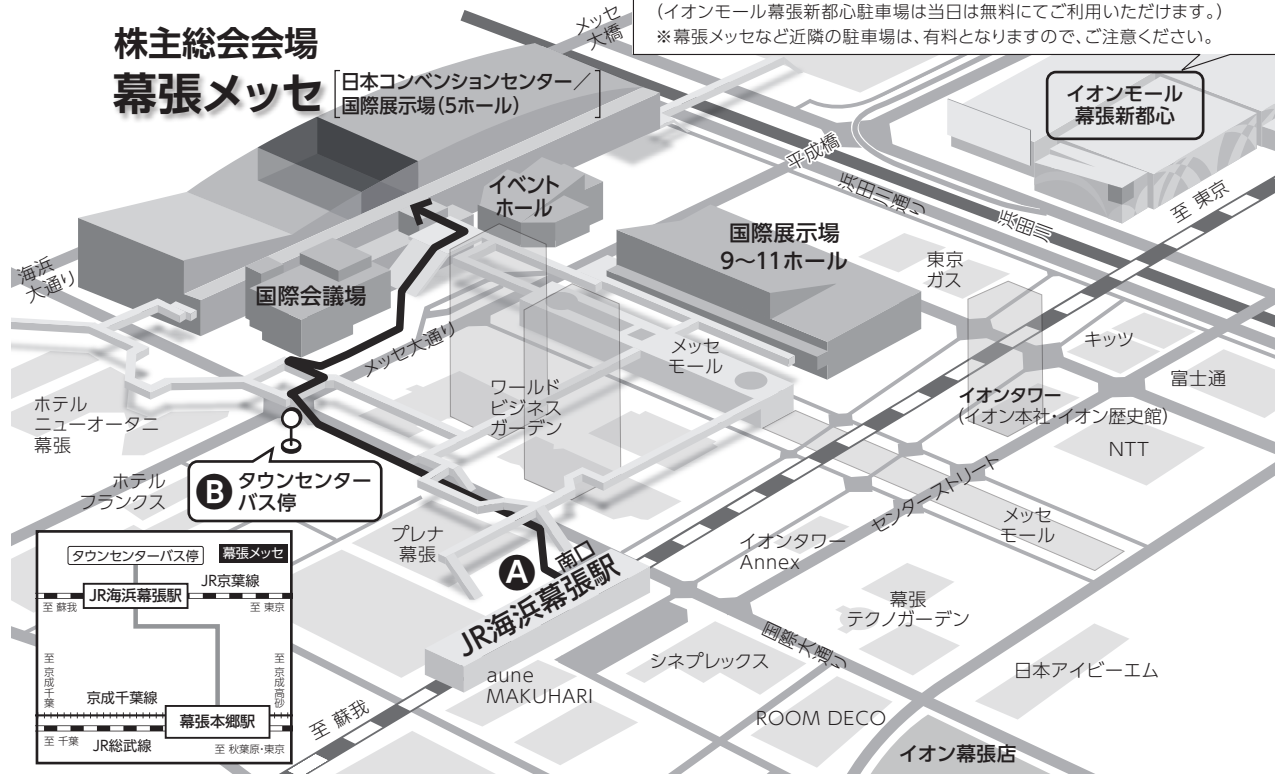 （イオンモール幕張新都心駐車場は当日は無料にてご利用いただけます。）
※幕張メッセなど近隣の駐車場は、有料となりますので、ご注意ください。
株主総会会場
幕張メッセ
日本コンベンションセンター／
国際展示場（5ホール）
メッセ
大橋
イオンモール
幕張新都心
平成橋
浜田川通り
浜田川
至 東京
イベント
ホール
国際展示場
9〜11ホール
東京
ガス
海浜
大通り
国際会議場
メッセ大通り
メッセ
モール
キッツ
富士通
イオンタワー
（イオン本社・イオン歴史館）
NTT
ホテル
ニューオータニ
幕張
ワールド
ビジネス
ガーデン
B タウンセンター
バス停
ホテル
フランクス
センターストリート
メッセ
モール
プレナ
幕張
A
南口
JR海浜幕張駅
イオンタワー
Annex
幕張
テクノガーデン
国際大通り
シネプレックス
日本アイビーエム
aune
MAKUHARI
ROOM DECO
至 蘇我
イオン幕張店
タウンセンターバス停
幕張メッセ
JR京葉線
JR海浜幕張駅
至 蘇我
至 東京
至 京成千葉
至 京成高砂
京成千葉線
幕張本郷駅
至 千葉
JR総武線
至 秋葉原・東京